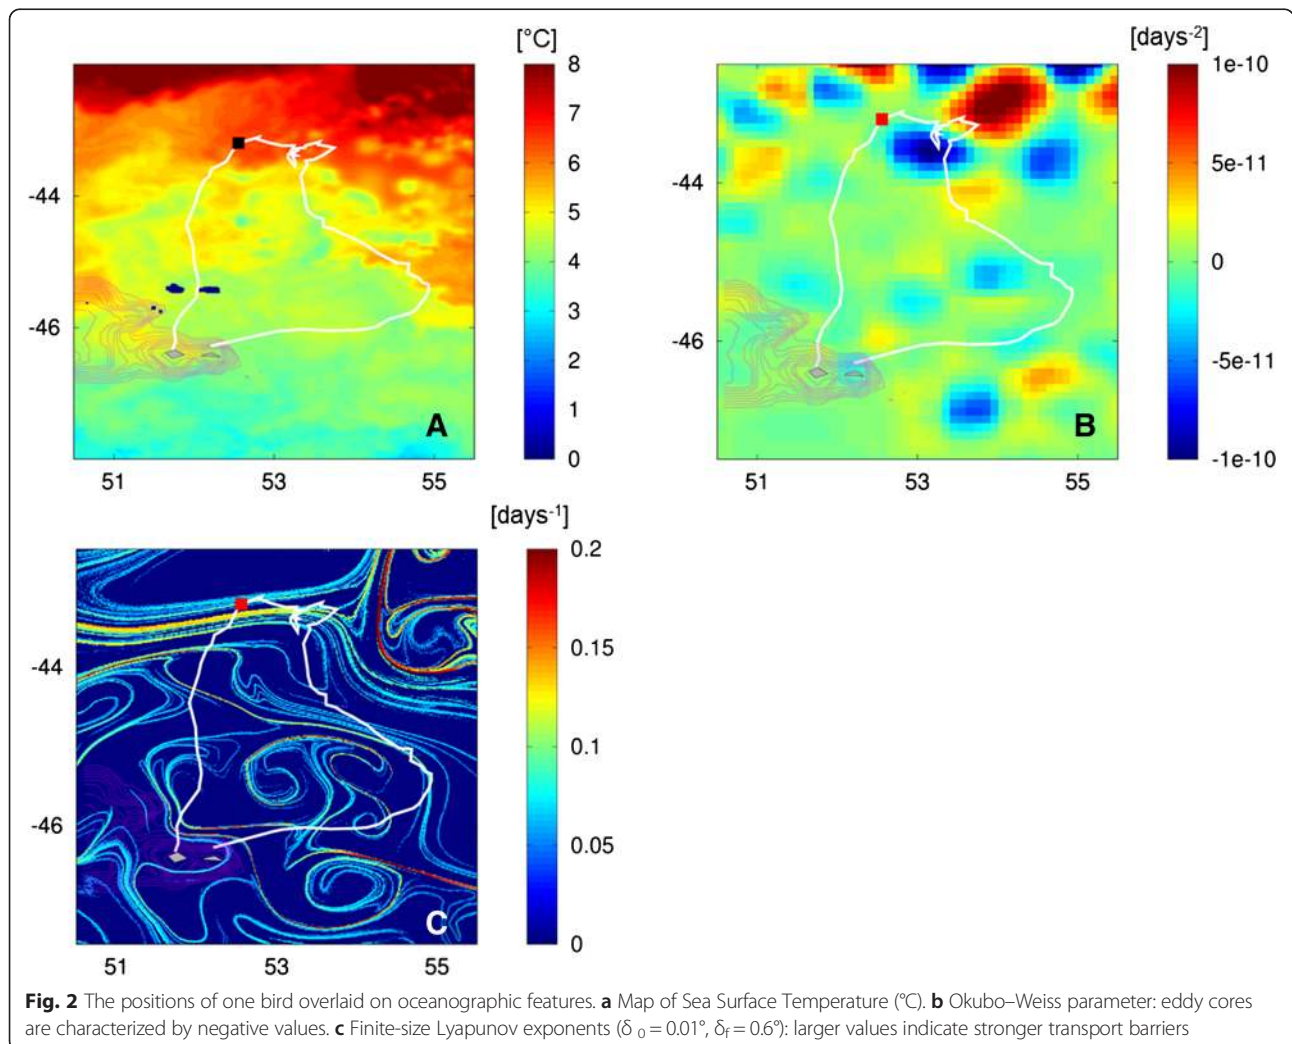 [°C]
8
7
6
5
4
3
2
1
0
-44
-46
51
53
55
A
[days-2]
1e-10
5e-11
0
-5e-11
-1e-10
-44
-46
51
53
55
B
[days-1]
0.2
0.15
0.1
0.05
0
-44
-46
51
53
55
C
Fig. 2 The positions of one bird overlaid on oceanographic features. a Map of Sea Surface Temperature (°C). b Okubo–Weiss parameter: eddy cores
are characterized by negative values. c Finite-size Lyapunov exponents (δ 0 = 0.01°, δf = 0.6°): larger values indicate stronger transport barriers